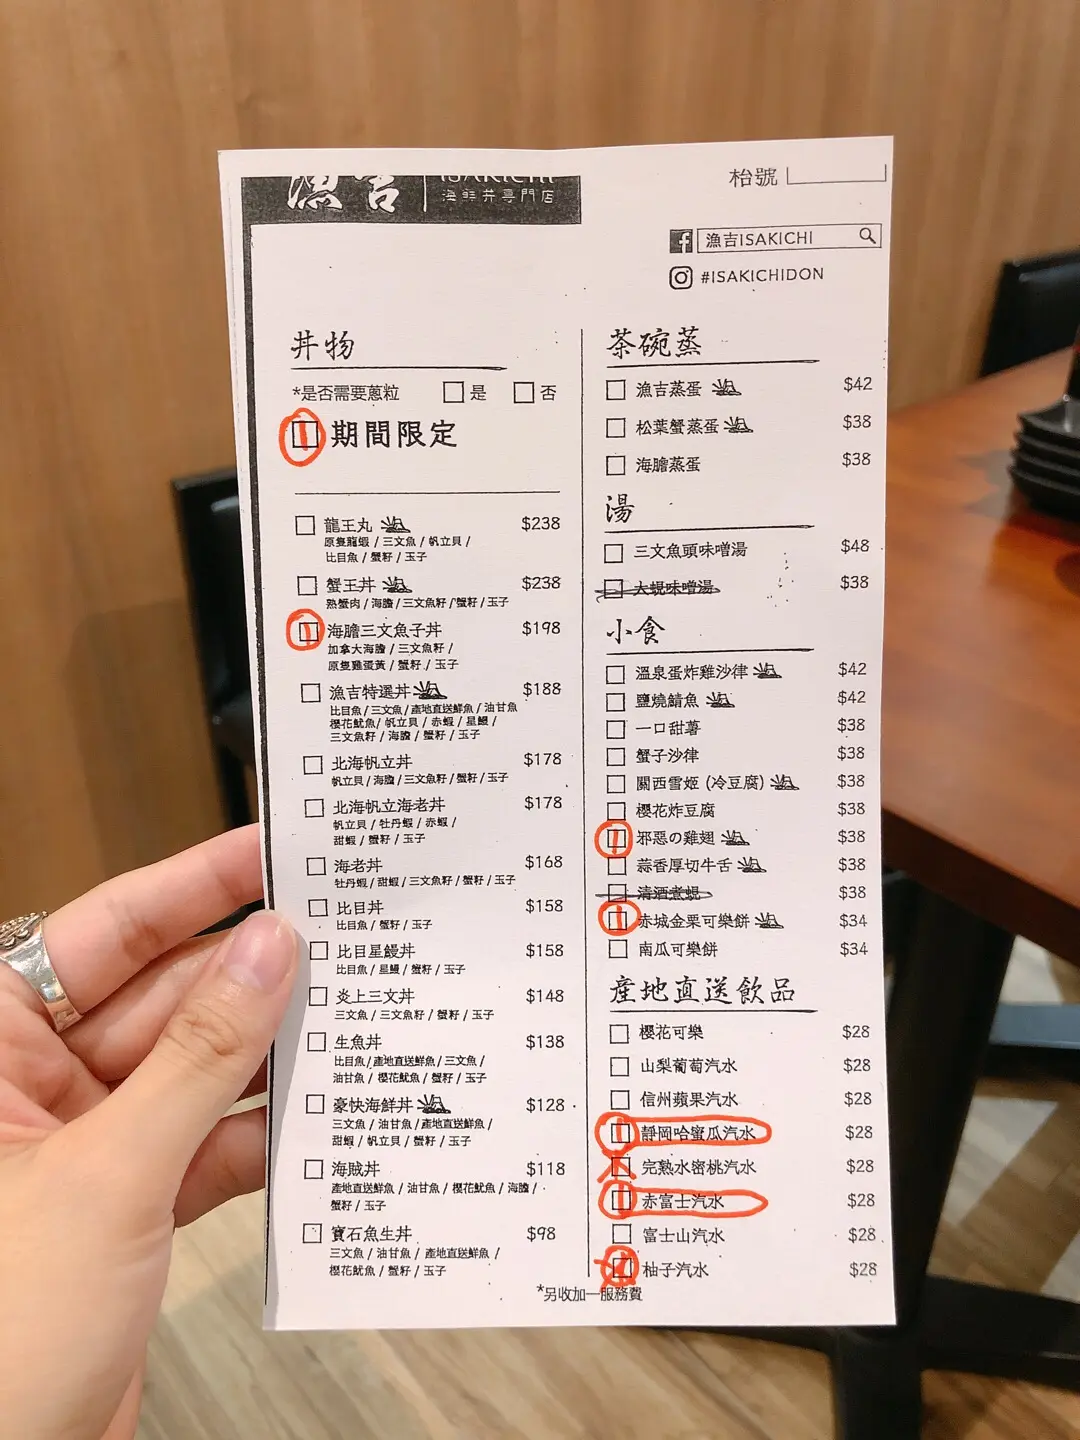 漁吉 ISAKICHI
海鮮丼専門店
枱號
漁吉ISAKICHI
#ISAKICHIDON
丼物
*是否需要蔥粒 是 否
期間限定
龍王丸 $238
原隻龍蝦 / 三文魚 / 帆立貝 /
比目魚 / 蟹籽 / 玉子
蟹王丼 $238
熟蟹肉 / 海膽 / 三文魚籽 / 蟹籽 / 玉子
海膽三文魚子丼 $198
加拿大海膽 / 三文魚籽 /
原隻雞蛋黃 / 蟹籽 / 玉子
漁吉特選丼 $188
比目魚 / 三文魚 / 產地直送鮮魚 / 油甘魚
櫻花魷魚 / 帆立貝 / 赤蝦 / 星鰻 /
三文魚籽 / 海膽 / 蟹籽 / 玉子
北海帆立丼 $178
帆立貝 / 海膽 / 三文魚籽 / 蟹籽 / 玉子
北海帆立海老丼 $178
帆立貝 / 牡丹蝦 / 赤蝦 /
甜蝦 / 蟹籽 / 玉子
海老丼 $168
牡丹蝦 / 甜蝦 / 三文魚籽 / 蟹籽 / 玉子
比目丼 $158
比目魚 / 蟹籽 / 玉子
比目星鰻丼 $158
比目魚 / 星鰻 / 蟹籽 / 玉子
炎上三文丼 $148
三文魚 / 三文魚籽 / 蟹籽 / 玉子
生魚丼 $138
比目魚 / 產地直送鮮魚 / 三文魚 /
油甘魚 / 櫻花魷魚 / 蟹籽 / 玉子
豪快海鮮丼 $128
三文魚 / 油甘魚 / 產地直送鮮魚 /
甜蝦 / 帆立貝 / 蟹籽 / 玉子
海賊丼 $118
產地直送鮮魚 / 油甘魚 / 櫻花魷魚 / 海膽 /
蟹籽 / 玉子
寶石魚生丼 $98
三文魚 / 油甘魚 / 產地直送鮮魚 /
櫻花魷魚 / 蟹籽 / 玉子
茶碗蒸
漁吉蒸蛋 $42
松葉蟹蒸蛋 $38
海膽蒸蛋 $38
湯
三文魚頭味噌湯 $48
大蜆味噌湯 $38
小食
溫泉蛋炸雞沙律 $42
鹽燒鯖魚 $42
一口甜薯 $38
蟹子沙律 $38
關西雪姬 (冷豆腐) $38
櫻花炸豆腐 $38
邪惡の雞翅 $38
蒜香厚切牛舌 $38
清酒煮蜆 $38
赤城金栗可樂餅 $34
南瓜可樂餅 $34
産地直送飲品
櫻花可樂 $28
山梨葡萄汽水 $28
信州蘋果汽水 $28
靜岡哈蜜瓜汽水 $28
完熟水密桃汽水 $28
赤富士汽水 $28
富士山汽水 $28
柚子汽水 $28
*另收加一服務費